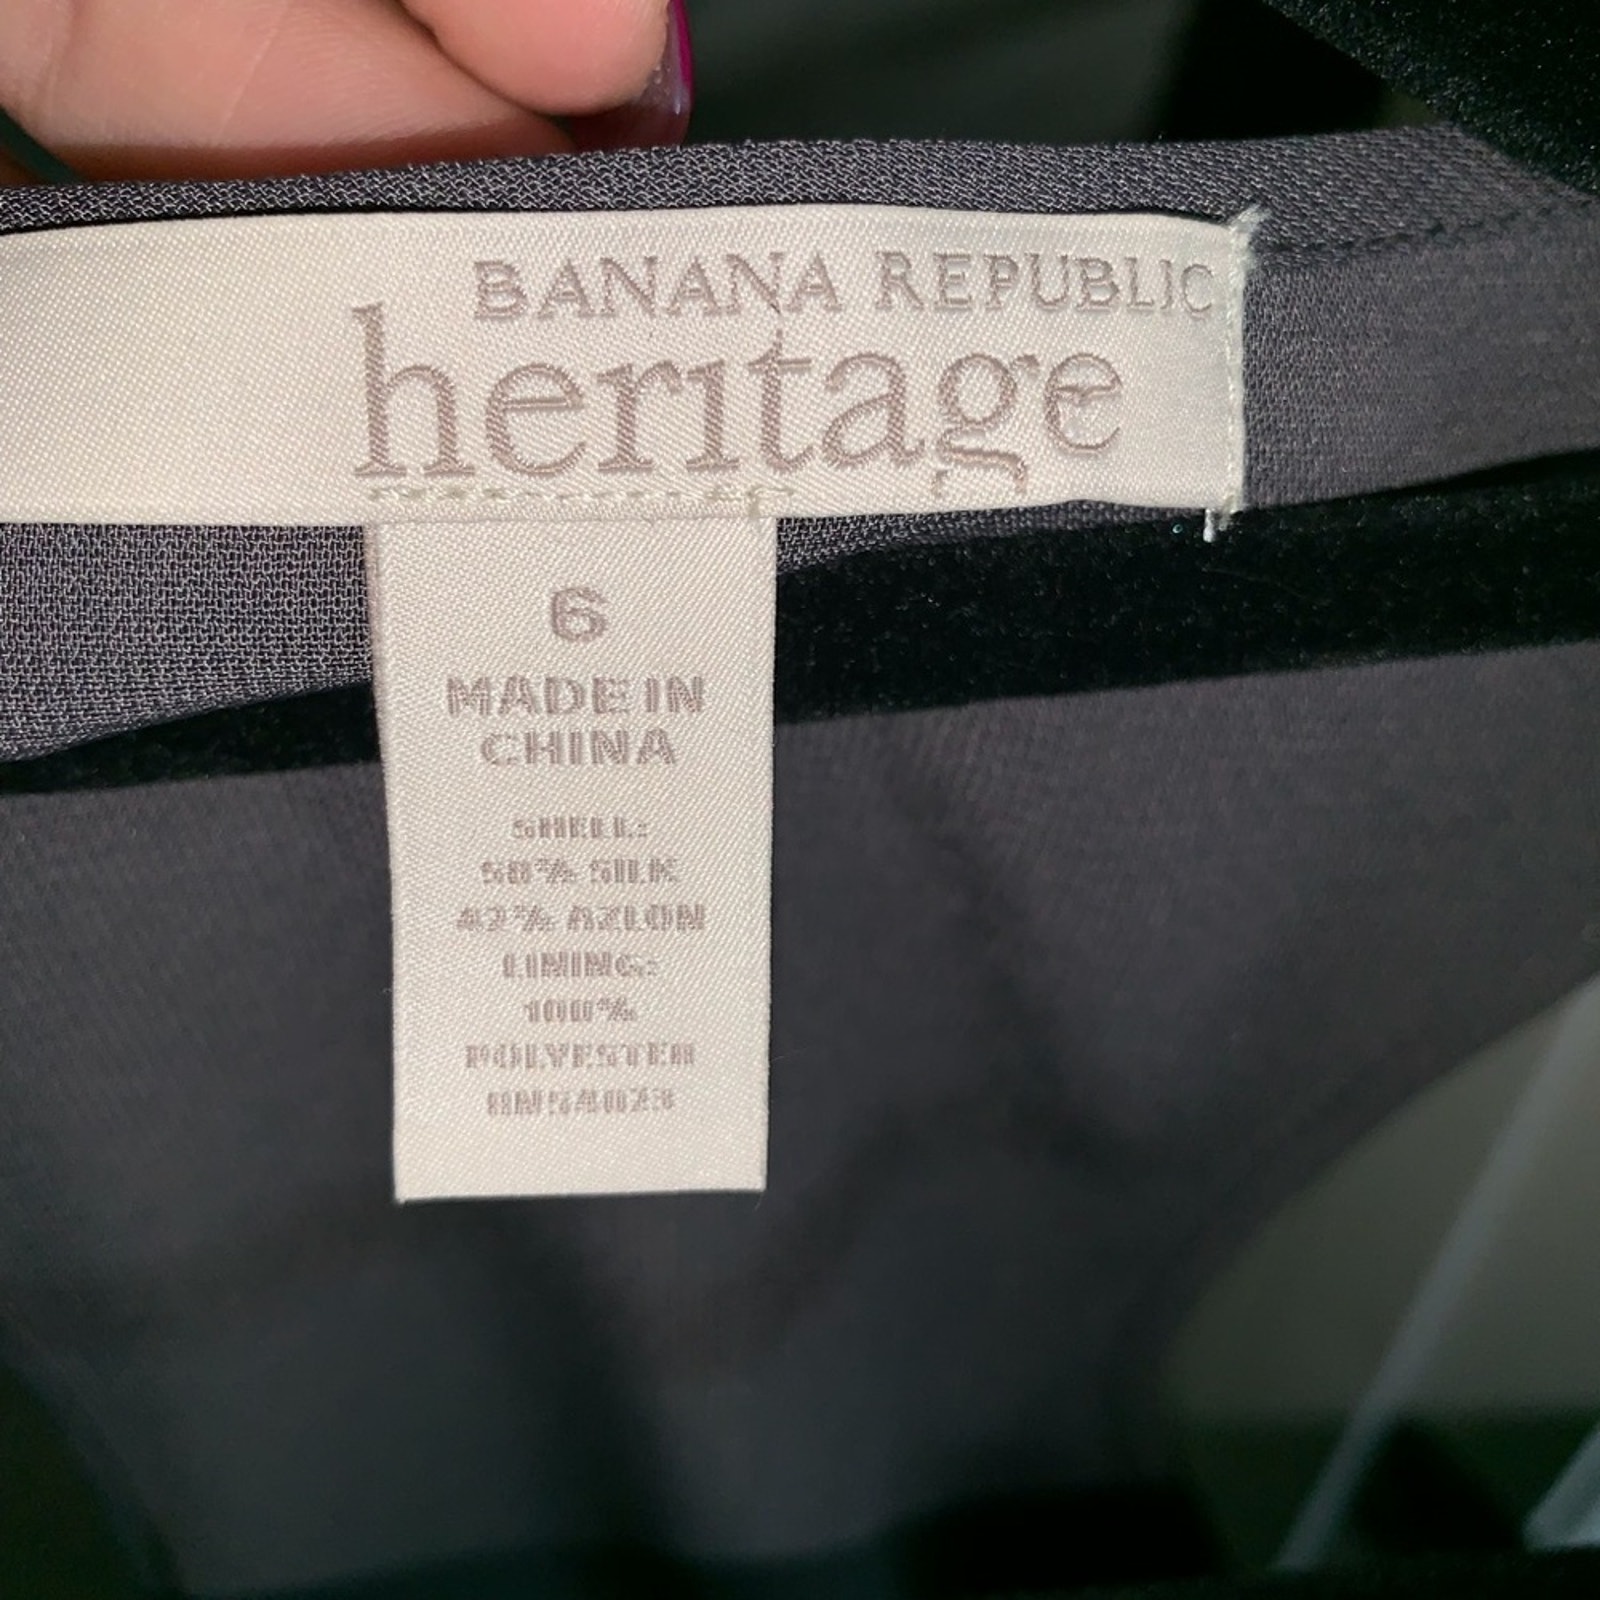 BANANA REPUBLIC
heritage
6
MADE IN
CHINA
SHELL:
58% SILK
42% AZLON
LINING:
100%
POLYESTER